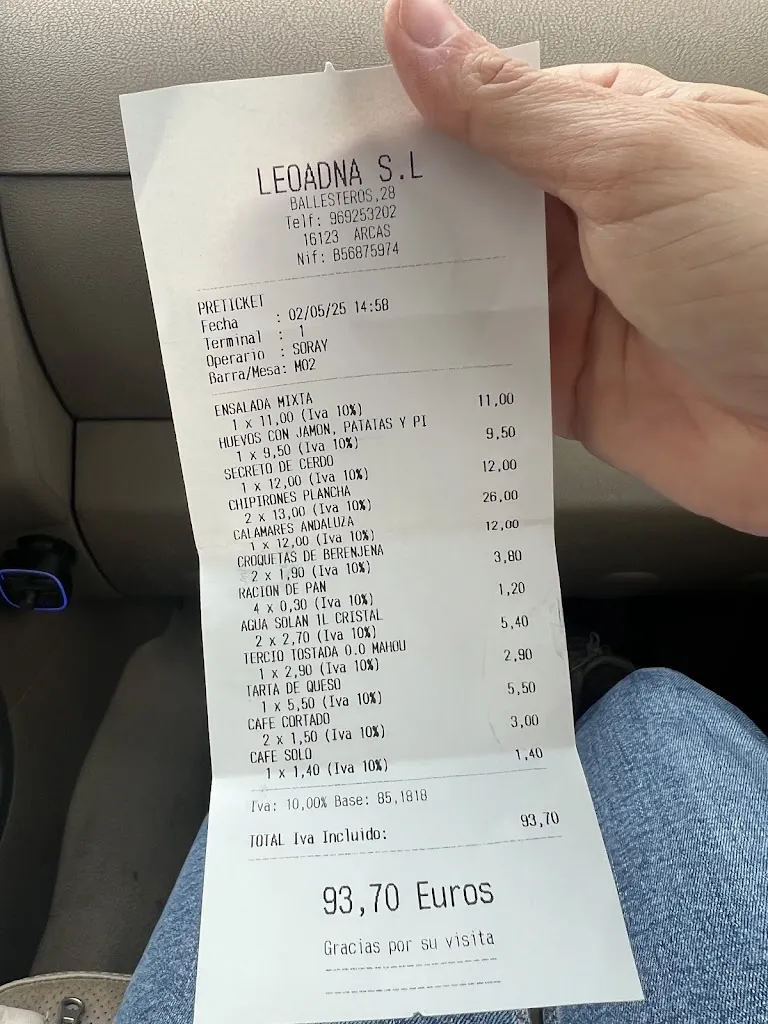 LEOADNA S.L
BALLESTEROS,28
Telf: 969253202
16123 ARCAS
Nif: B56875974
PRETICKET
Fecha : 02/05/25 14:58
Terminal : 1
Operario : SORAY
Barra/Mesa: M02
ENSALADA MIXTA
1 x 11,00 (Iva 10%) 11,00
HUEVOS CON JAMON, PATATAS Y PI
1 x 9,50 (Iva 10%) 9,50
SECRETO DE CERDO
1 x 12,00 (Iva 10%) 12,00
CHIPIRONES PLANCHA
2 x 13,00 (Iva 10%) 26,00
CALAMARES ANDALUZA
1 x 12,00 (Iva 10%) 12,00
CROQUETAS DE BERENJENA
2 x 1,90 (Iva 10%) 3,80
RACION DE PAN
4 x 0,30 (Iva 10%) 1,20
AGUA SOLAN 1L CRISTAL
2 x 2,70 (Iva 10%) 5,40
TERCIO TOSTADA 0.0 MAHOU
1 x 2,90 (Iva 10%) 2,90
TARTA DE QUESO
1 x 5,50 (Iva 10%) 5,50
CAFE CORTADO
2 x 1,50 (Iva 10%) 3,00
CAFE SOLO
1 x 1,40 (Iva 10%) 1,40
Iva: 10,00% Base: 85,1818
TOTAL Iva Incluido: 93,70
93,70 Euros
Gracias por su visita